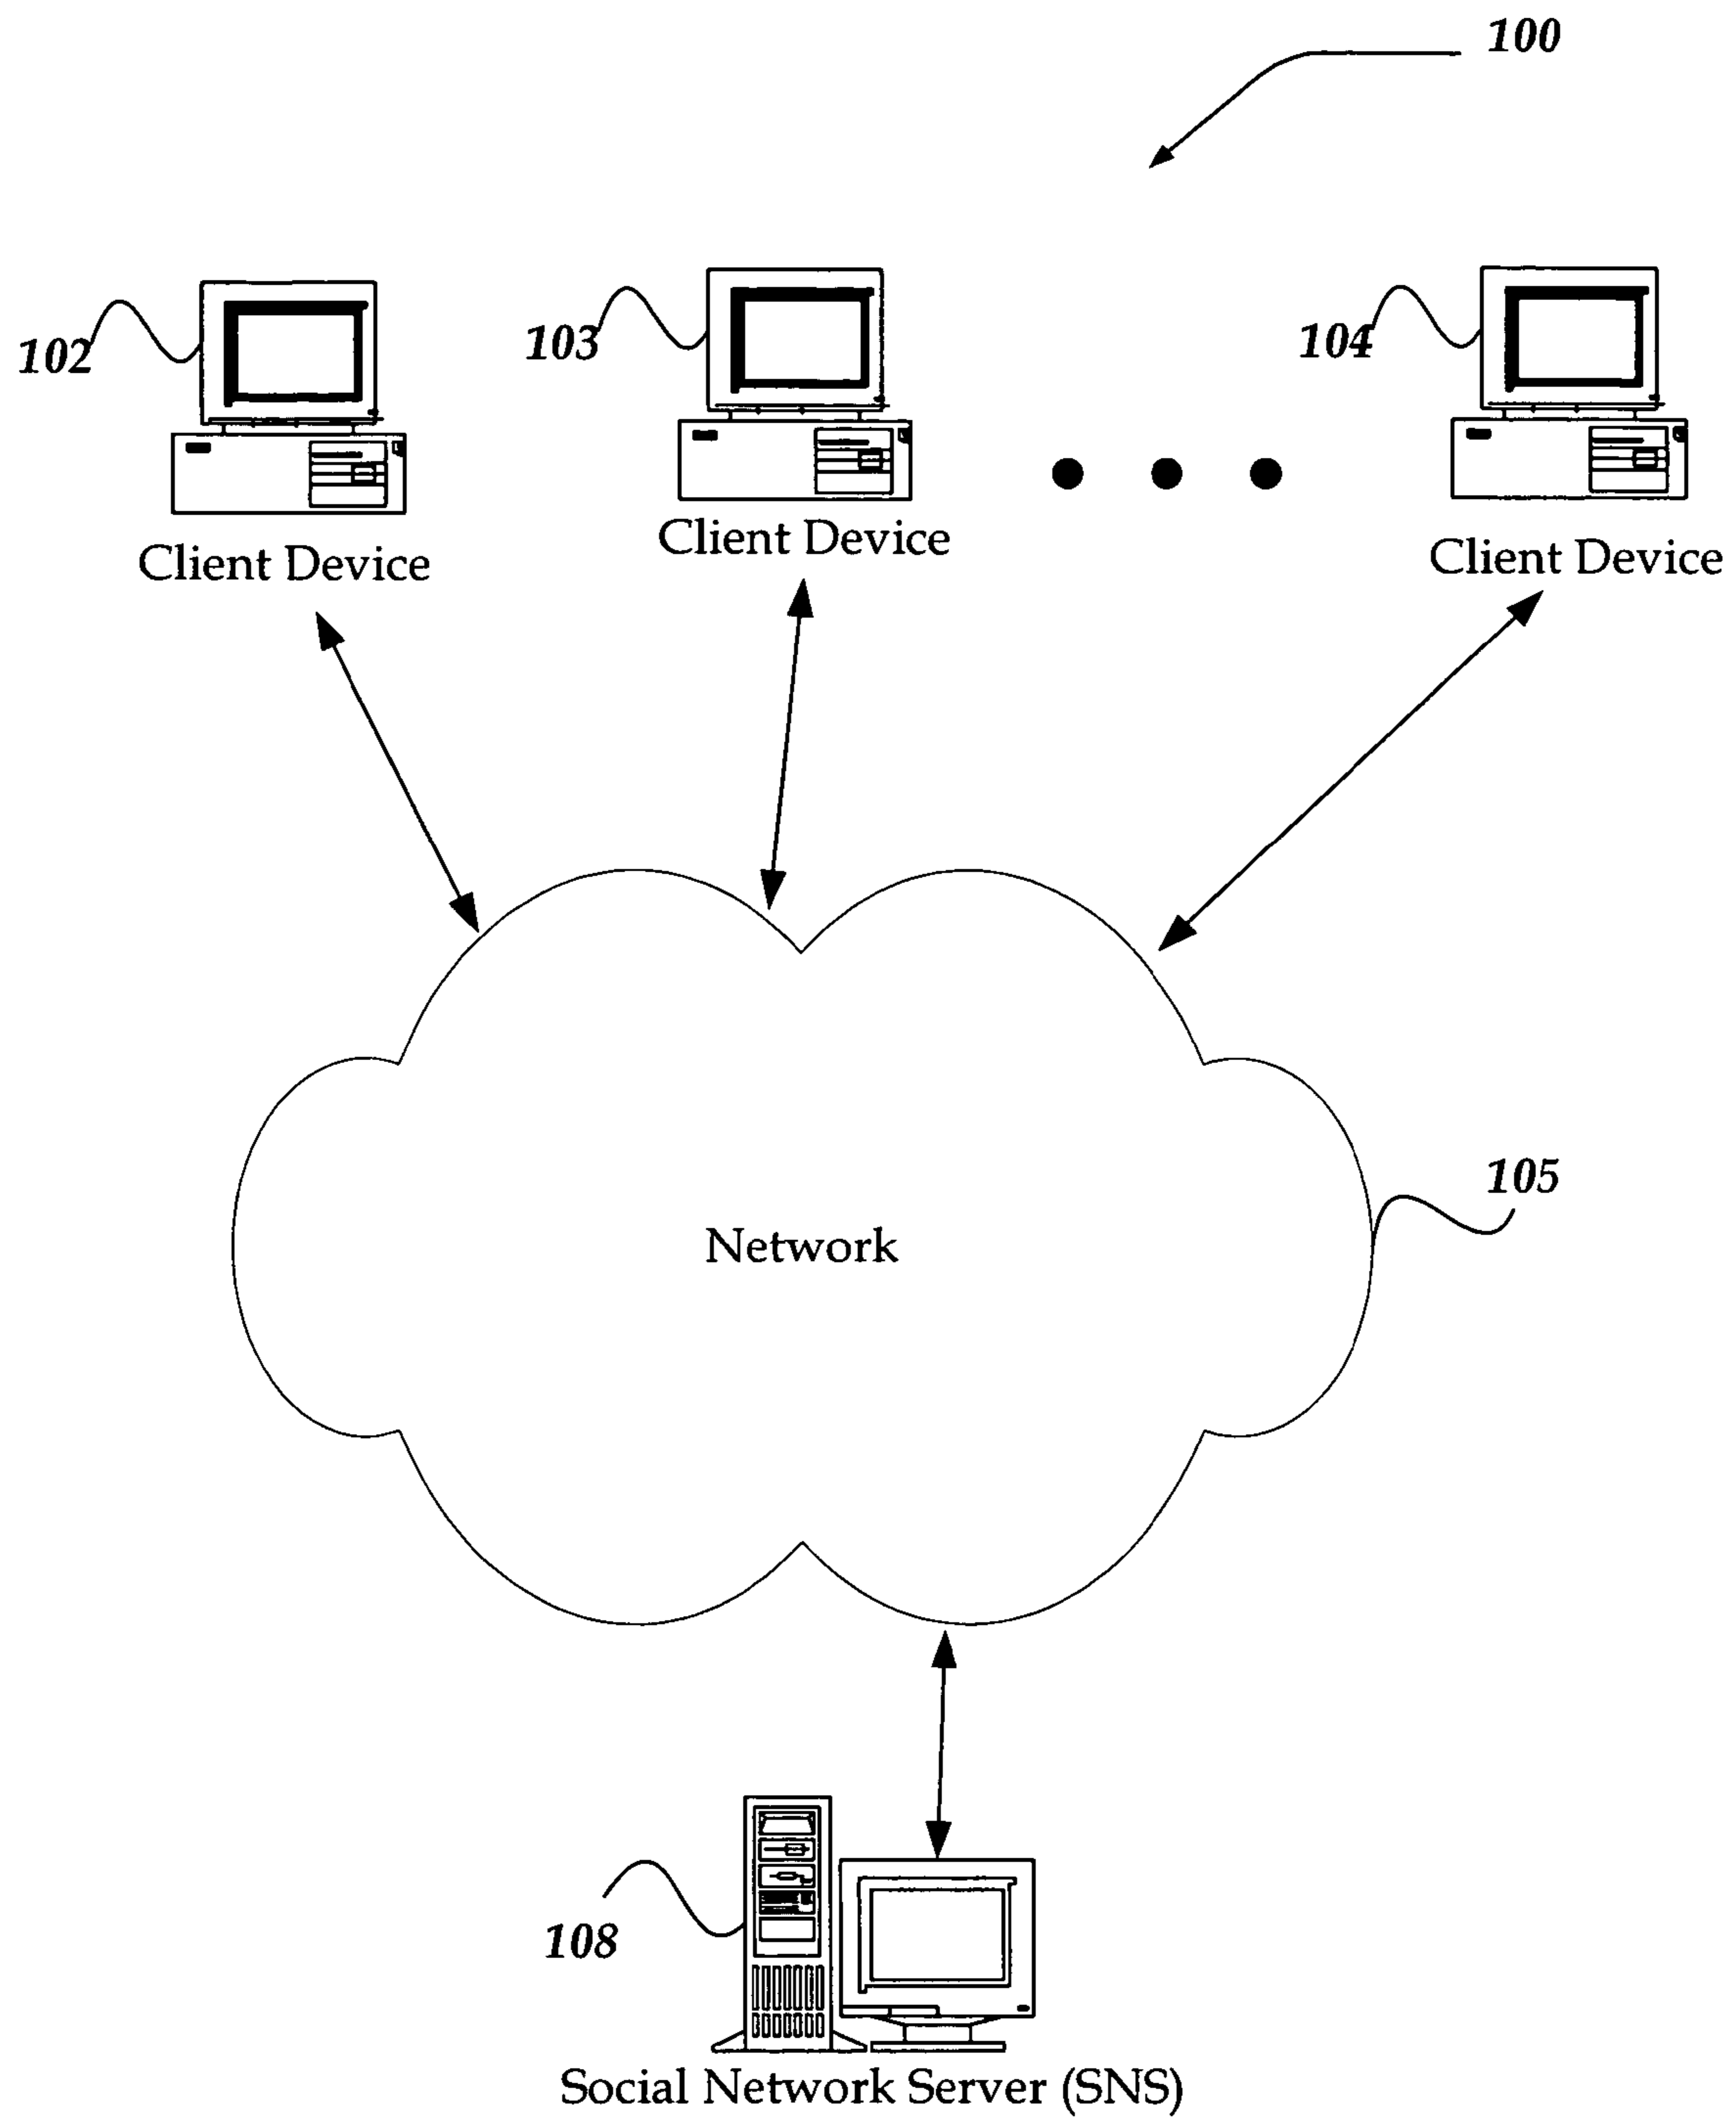 100
102
103
104
Client Device
Client Device
Client Device
Network
105
108
Social Network Server (SNS)